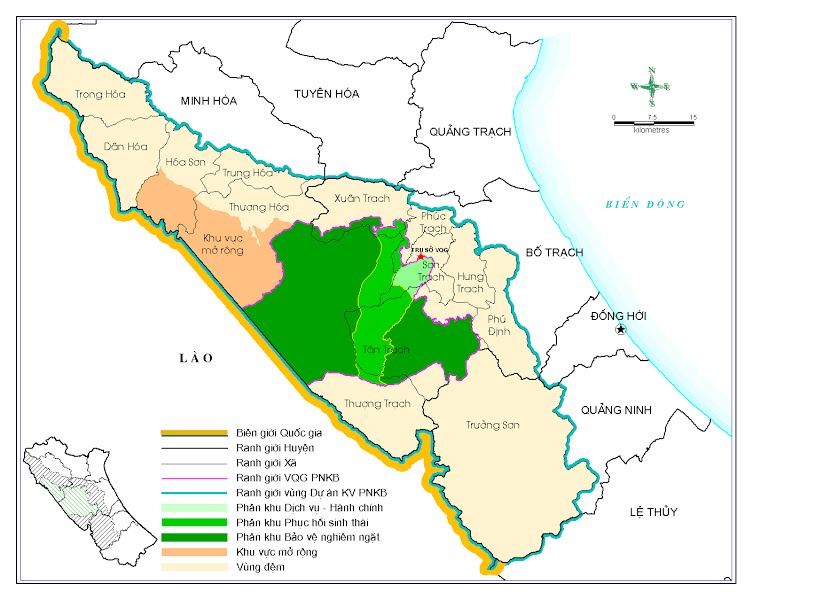 Trọng Hóa
MINH HÓA
TUYÊN HÓA
QUẢNG TRẠCH
N
W E
S
0 7.5 15
kilometres
Dân Hóa
Hóa Sơn
Trung Hóa
Thượng Hóa
Xuân Trạch
Phúc
Trạch
BIỂN ĐÔNG
Khu vực
mở rộng
TRỤ SỞ VQG
Sơn
Trạch
Hưng
Trạch
BỐ TRẠCH
Phú
Định
ĐỒNG HỚI
Tân Trạch
LÀO
Thượng Trạch
Trường Sơn
QUẢNG NINH
LỆ THỦY
Biên giới Quốc gia
Ranh giới Huyện
Ranh giới Xã
Ranh giới VQG PNKB
Ranh giới vùng Dự án KV PNKB
Phân khu Dịch vụ - Hành chính
Phân khu Phục hồi sinh thái
Phân khu Bảo vệ nghiêm ngặt
Khu vực mở rộng
Vùng đệm